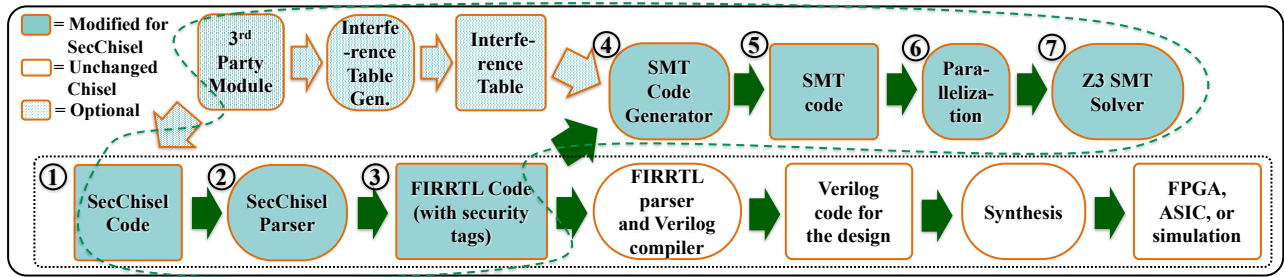 = Modified for
SecChisel
= Unchanged
Chisel
= Optional
3rd
Party
Module
Interfe
-rence
Table
Gen.
Interfe-
rence
Table
4
SMT
Code
Generator
5
SMT
code
6
Para-
lleliza-
tion
7
Z3 SMT
Solver
1
SecChisel
Code
2
SecChisel
Parser
3
FIRRTL Code
(with security
tags)
FIRRTL
parser
and Verilog
compiler
Verilog
code for
the design
Synthesis
FPGA,
ASIC, or
simulation